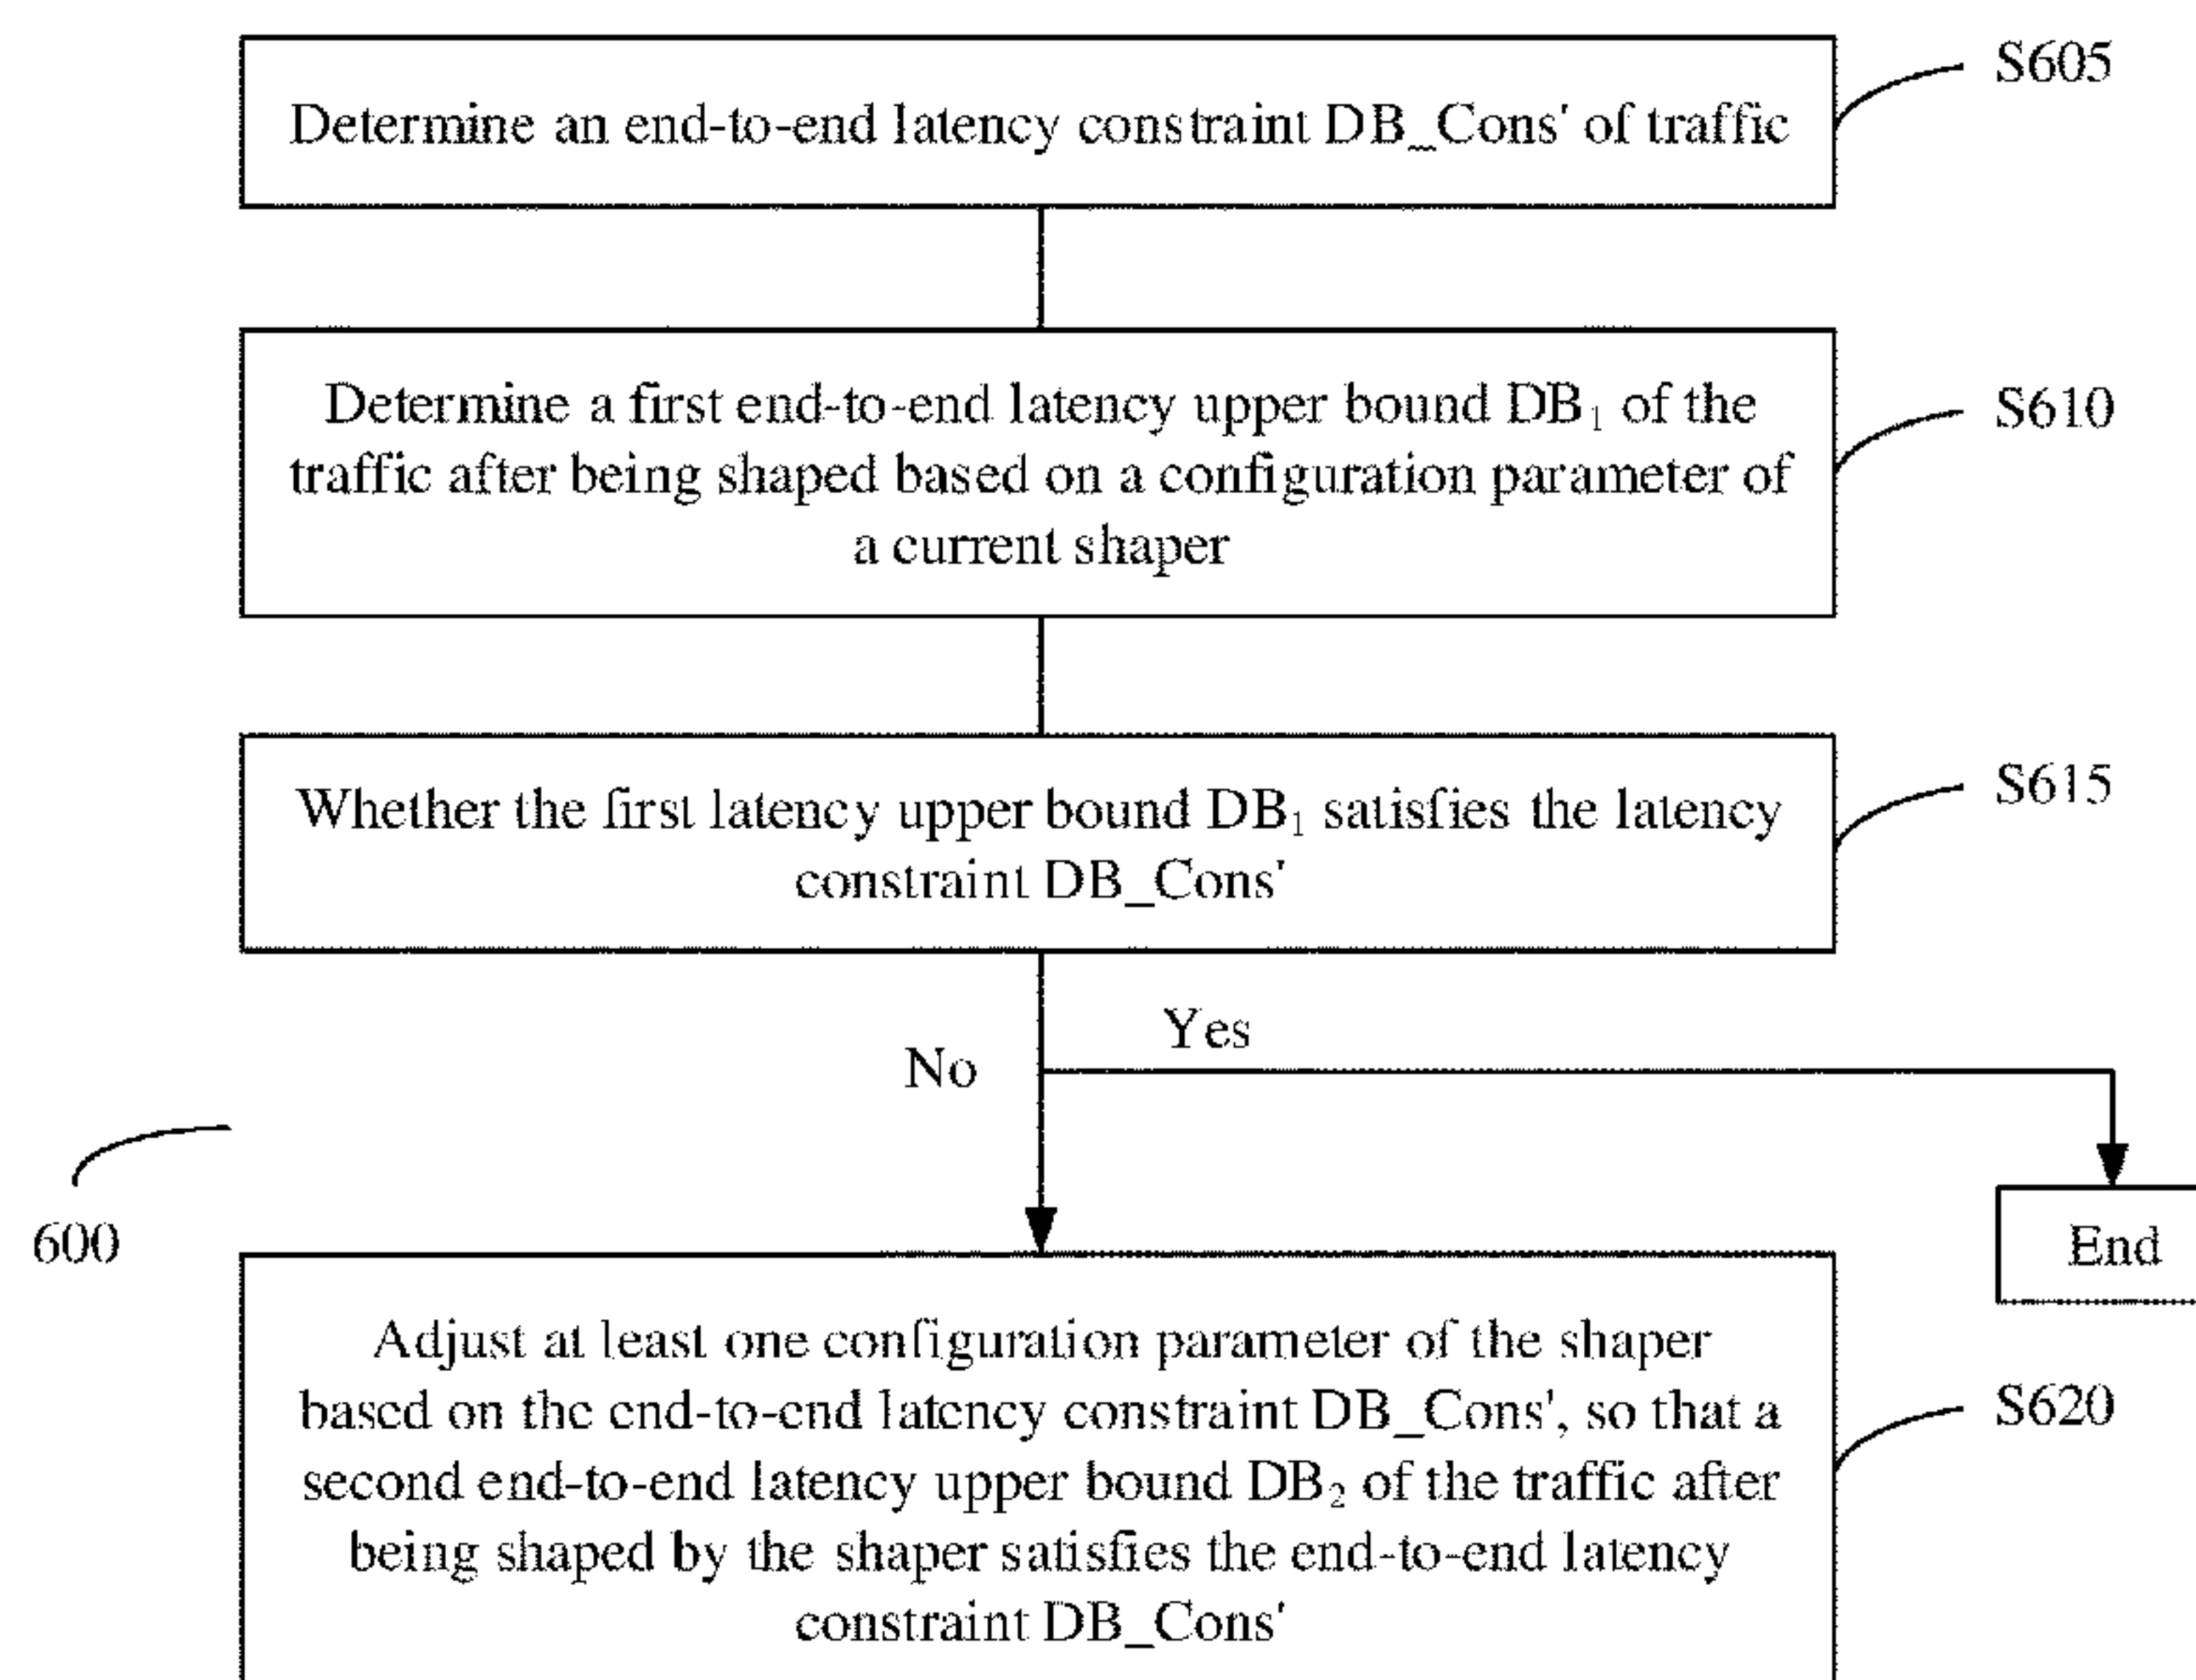 Determine an end-to-end latency constraint DB_Cons' of traffic
S605
Determine a first end-to-end latency upper bound DB₁ of the
traffic after being shaped based on a configuration parameter of
a current shaper
S610
Whether the first latency upper bound DB₁ satisfies the latency
constraint DB_Cons'
S615
Yes
No
600
End
Adjust at least one configuration parameter of the shaper
based on the end-to-end latency constraint DB_Cons', so that a
second end-to-end latency upper bound DB₂ of the traffic after
being shaped by the shaper satisfies the end-to-end latency
constraint DB_Cons'
S620